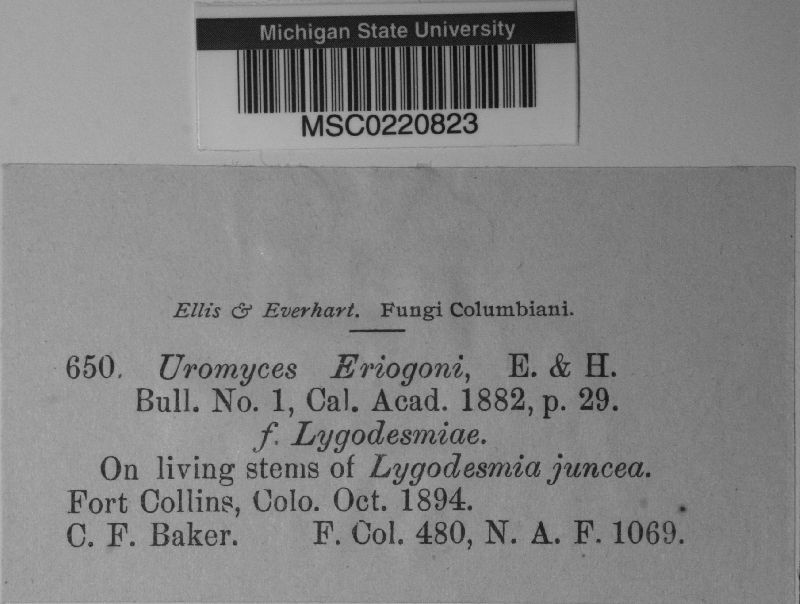 Michigan State University
MSC0220823
Ellis & Everhart. Fungi Columbiani.
650. Uromyces Eriogoni, E. & H.
Bull. No. 1, Cal. Acad. 1882, p. 29.
f. Lygodesmiae.
On living stems of Lygodesmia juncea.
Fort Collins, Colo. Oct. 1894.
C. F. Baker. F. Col. 480, N. A. F. 1069.